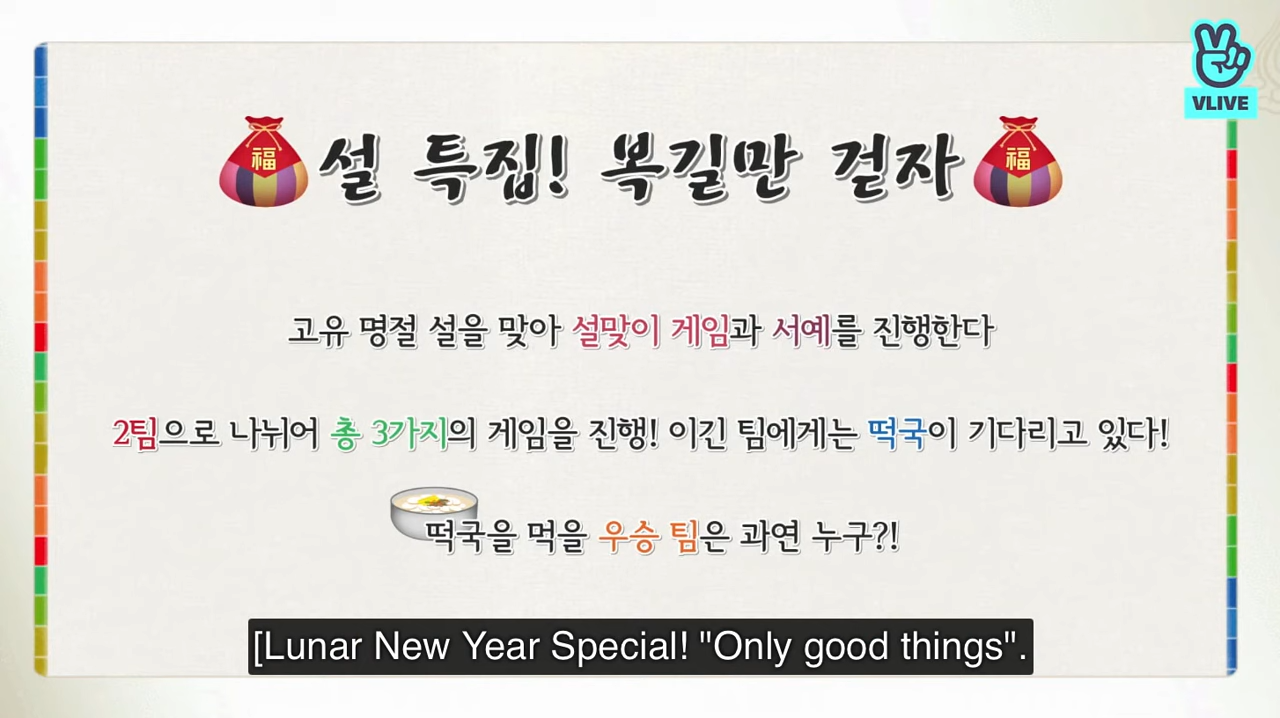 VLIVE
福 설 특집! 복길만 걷자 福
고유 명절 설을 맞아 설맞이 게임과 서예를 진행한다
2팀으로 나뉘어 총 3가지의 게임을 진행! 이긴 팀에게는 떡국이 기다리고 있다!
떡국을 먹을 우승 팀은 과연 누구?!
[Lunar New Year Special! "Only good things".